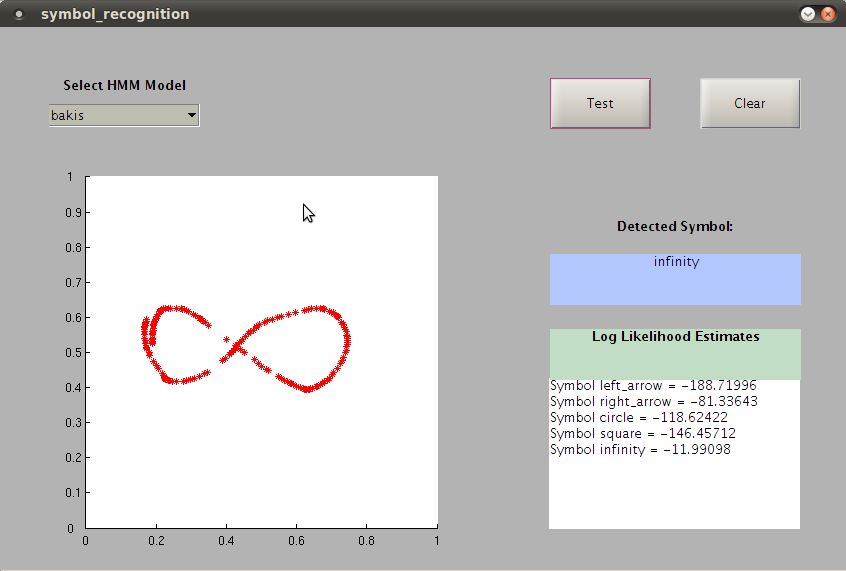 symbol_recognition
Select HMM Model
bakis
Test
Clear
Detected Symbol:
infinity
Log Likelihood Estimates
Symbol left_arrow = −188.71996
Symbol right_arrow = −81.33643
Symbol circle = −118.62422
Symbol square = −146.45712
Symbol infinity = −11.99098
1
0.9
0.8
0.7
0.6
0.5
0.4
0.3
0.2
0.1
0
0 0.2 0.4 0.6 0.8 1